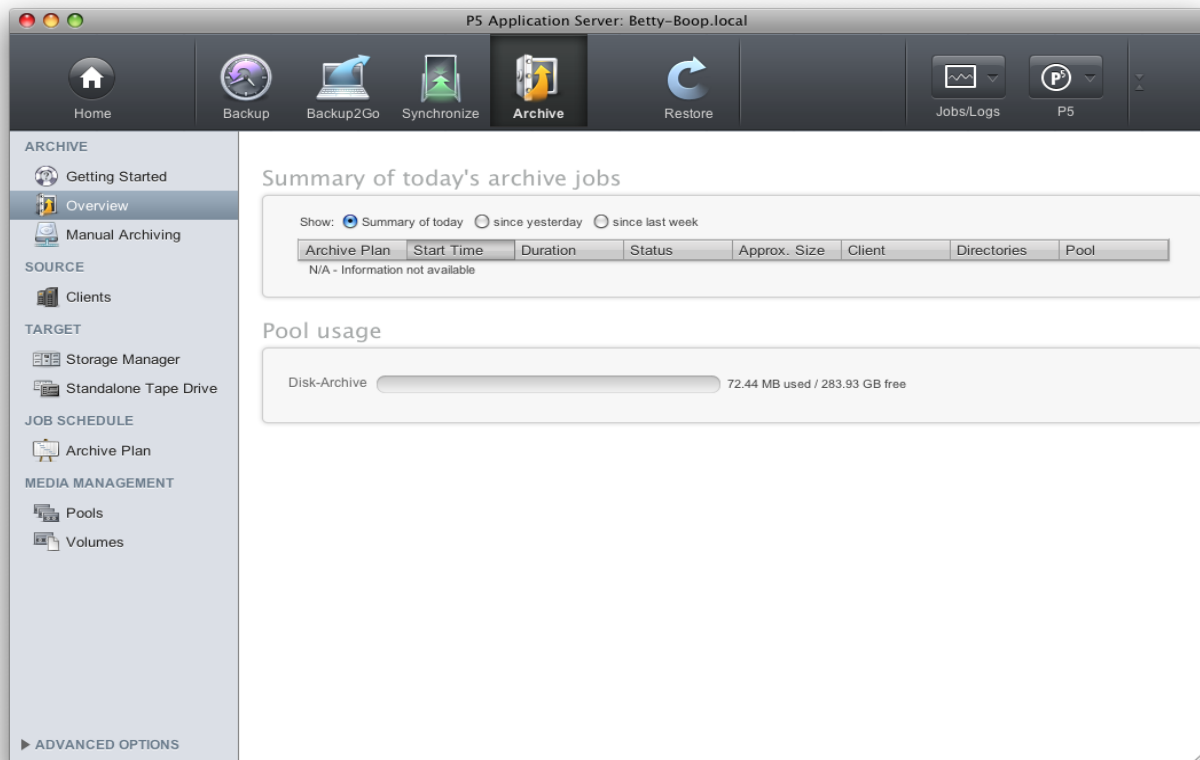 P5 Application Server: Betty-Boop.local
Home
Backup
Backup2Go
Synchronize
Archive
Restore
Jobs/Logs
P5
P5
ARCHIVE
Getting Started
Overview
Manual Archiving
SOURCE
Clients
TARGET
Storage Manager
Standalone Tape Drive
JOB SCHEDULE
Archive Plan
MEDIA MANAGEMENT
Pools
Volumes
ADVANCED OPTIONS
Summary of today's archive jobs
Show: Summary of today since yesterday since last week
Archive Plan Start Time Duration Status Approx. Size Client Directories Pool
N/A - Information not available
Pool usage
Disk-Archive 72.44 MB used / 283.93 GB free